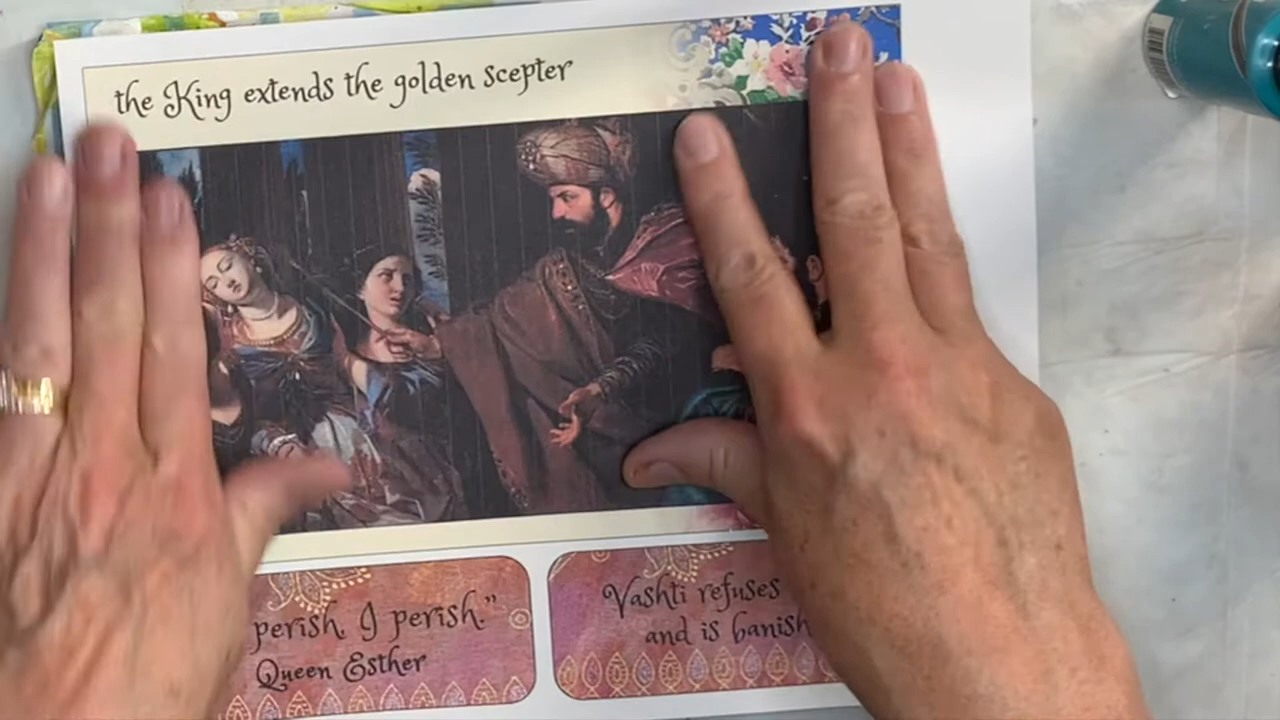 the King extends the golden scepter
perish, I perish."
Queen Esther
Vashti refuses
and is banish